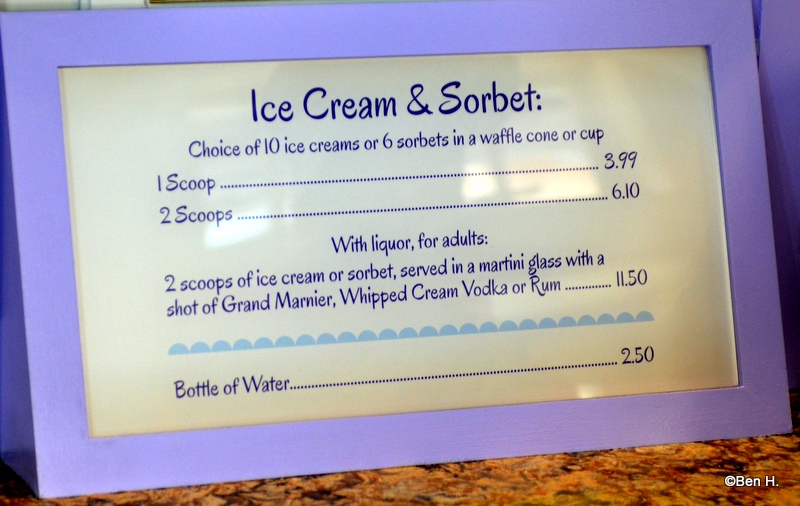 Ice Cream & Sorbet:
Choice of 10 ice creams or 6 sorbets in a waffle cone or cup
1 Scoop ........................................................................ 3.99
2 Scoops ..................................................................... 6.10
With liquor, for adults:
2 scoops of ice cream or sorbet, served in a martini glass with a
shot of Grand Marnier, Whipped Cream Vodka or Rum ............. 11.50
Bottle of Water................................................................ 2.50
©Ben H.